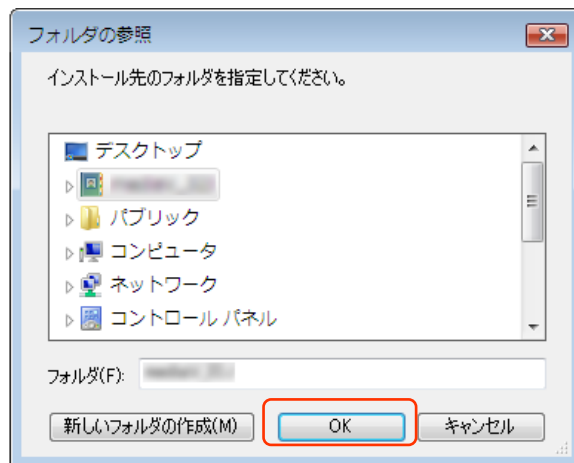 フォルダの参照
インストール先のフォルダを指定してください。
デスクトップ
パブリック
コンピュータ
ネットワーク
コントロール パネル
フォルダ(F):
新しいフォルダの作成(M) OK キャンセル